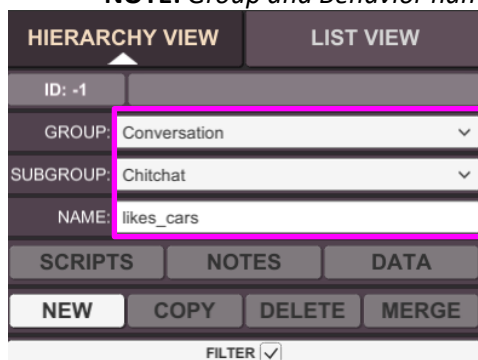 NOTE: Group and Behavior nam
HIERARCHY VIEW LIST VIEW
ID: -1
GROUP: Conversation
SUBGROUP: Chitchat
NAME: likes_cars
SCRIPTS NOTES DATA
NEW COPY DELETE MERGE
FILTER